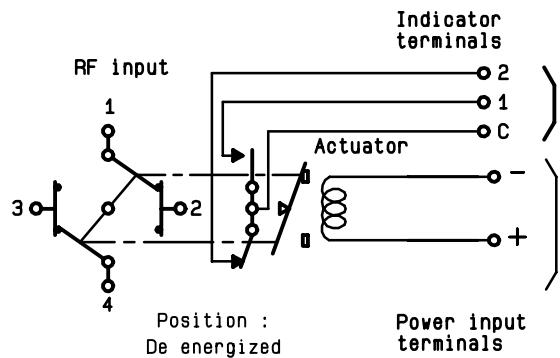 Indicator
terminals
RF input
2
1
1
C
Actuator
-
3
2
+
4
Position :
De energized
Power input
terminals